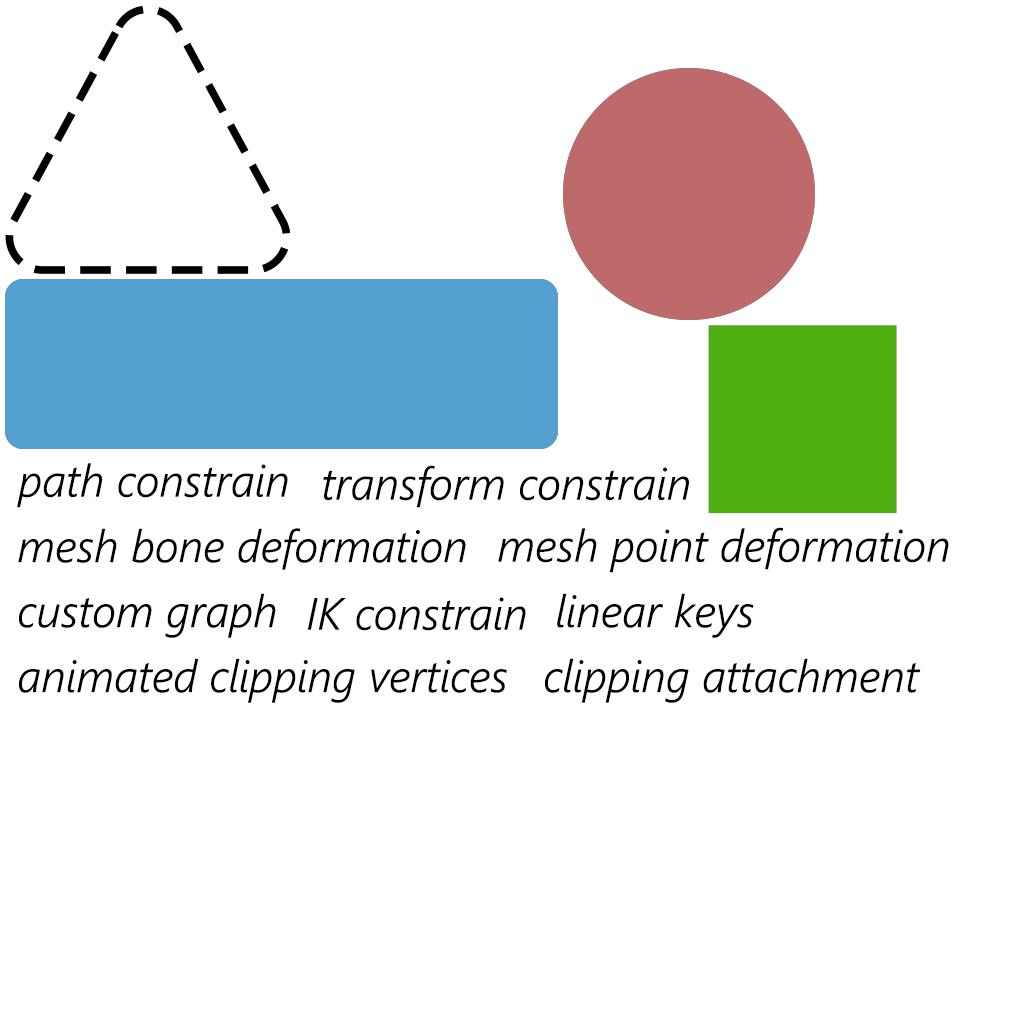 path constrain transform constrain
mesh bone deformation mesh point deformation
custom graph IK constrain linear keys
animated clipping vertices clipping attachment